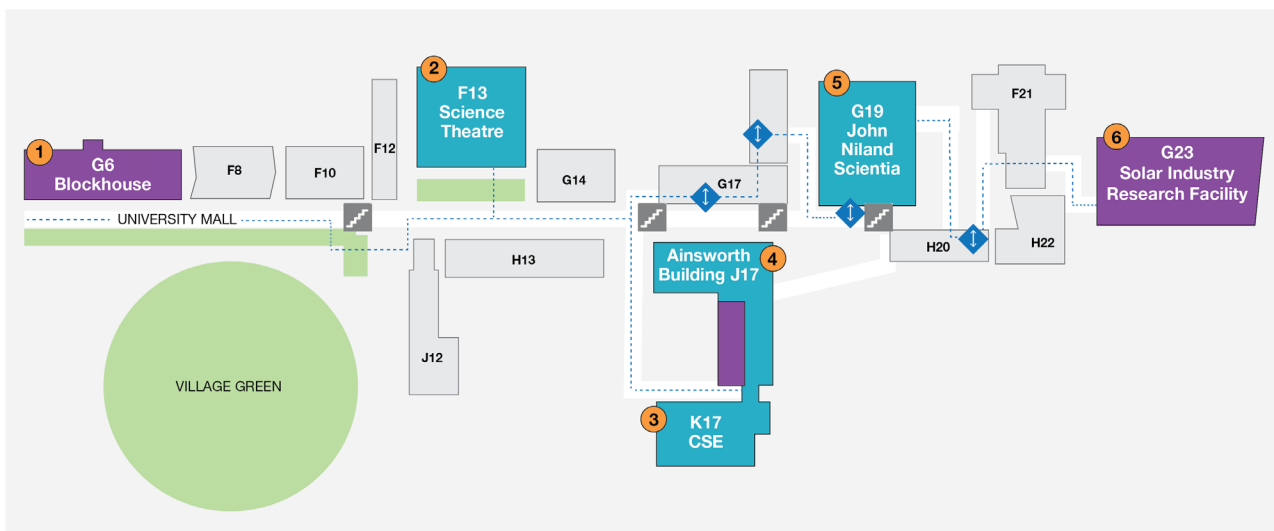 1
G6
Blockhouse
F8
F10
F12
2
F13
Science
Theatre
G14
G17
5
G19
John
Niland
Scientia
F21
6
G23
Solar Industry
Research Facility
UNIVERSITY MALL
H13
J12
Ainsworth
Building J17
4
H20
H22
VILLAGE GREEN
3
K17
CSE